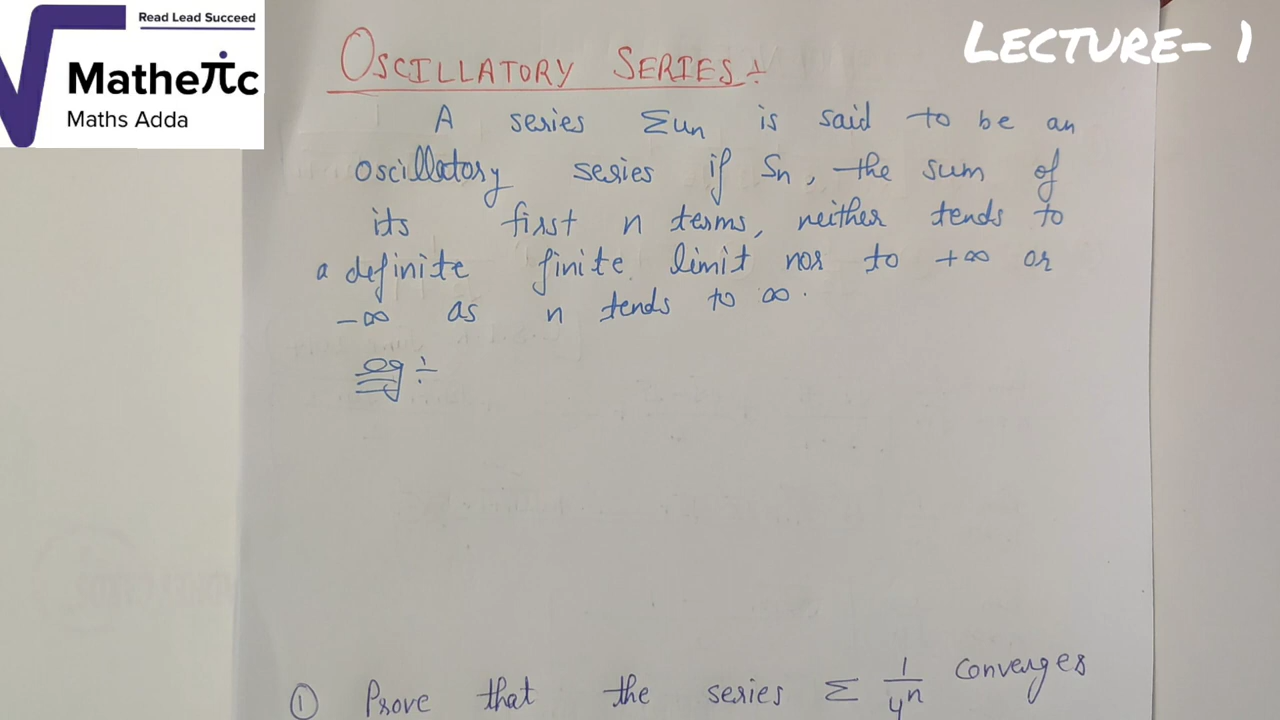 Read Lead Succeed
Matheπc
Maths Adda
LECTURE- 1
OSCILLATORY SERIES÷
A series Σun is said to be an
oscillatory series if Sn, the sum of
its first n terms, neither tends to
a definite finite limit nor to +∞ or
-∞ as n tends to ∞.
eg÷
① Prove that the series Σ 1/4^n converges